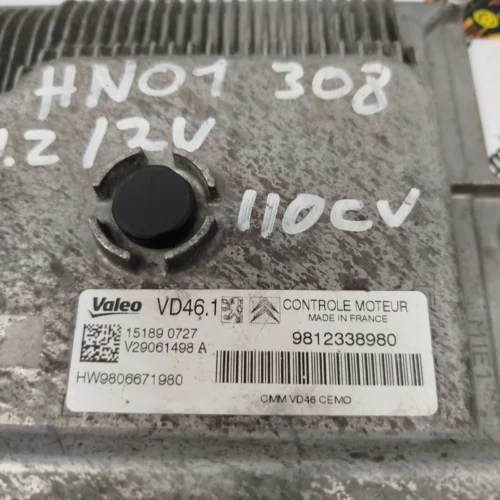 HN01 308
1.2 12V
110CV
Valeo VD46.1 CONTROLE MOTEUR
MADE IN FRANCE
15189 0727
V29061498 A
9812338980
HW9806671980
CMM VD46 CEMO